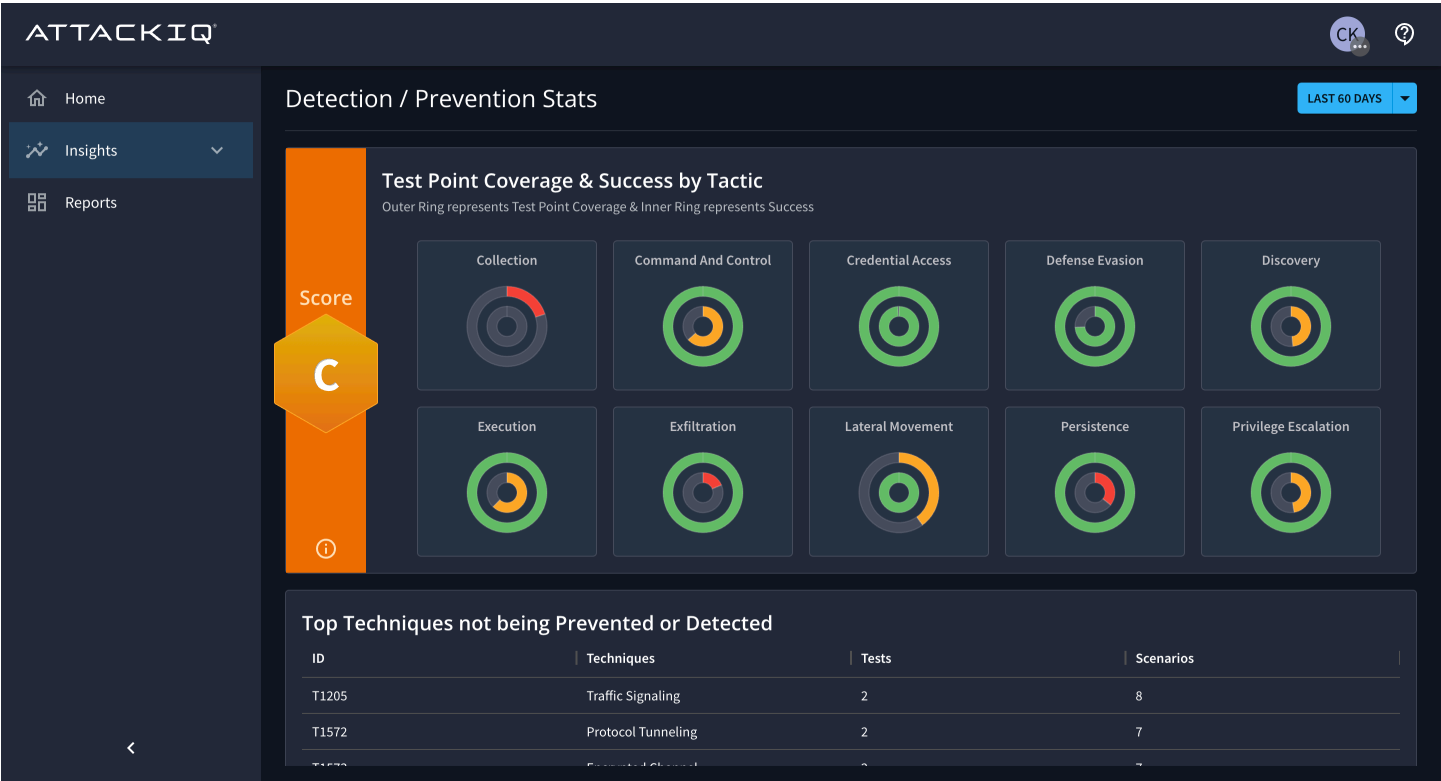 ATTACKIQ
CK
Home
Insights
Reports
Detection / Prevention Stats
LAST 60 DAYS
Score
C
Test Point Coverage & Success by Tactic
Outer Ring represents Test Point Coverage & Inner Ring represents Success
Collection
Command And Control
Credential Access
Defense Evasion
Discovery
Execution
Exfiltration
Lateral Movement
Persistence
Privilege Escalation
Top Techniques not being Prevented or Detected
ID Techniques Tests Scenarios
T1205 Traffic Signaling 2 8
T1572 Protocol Tunneling 2 7
T1573 Encrypted Channel